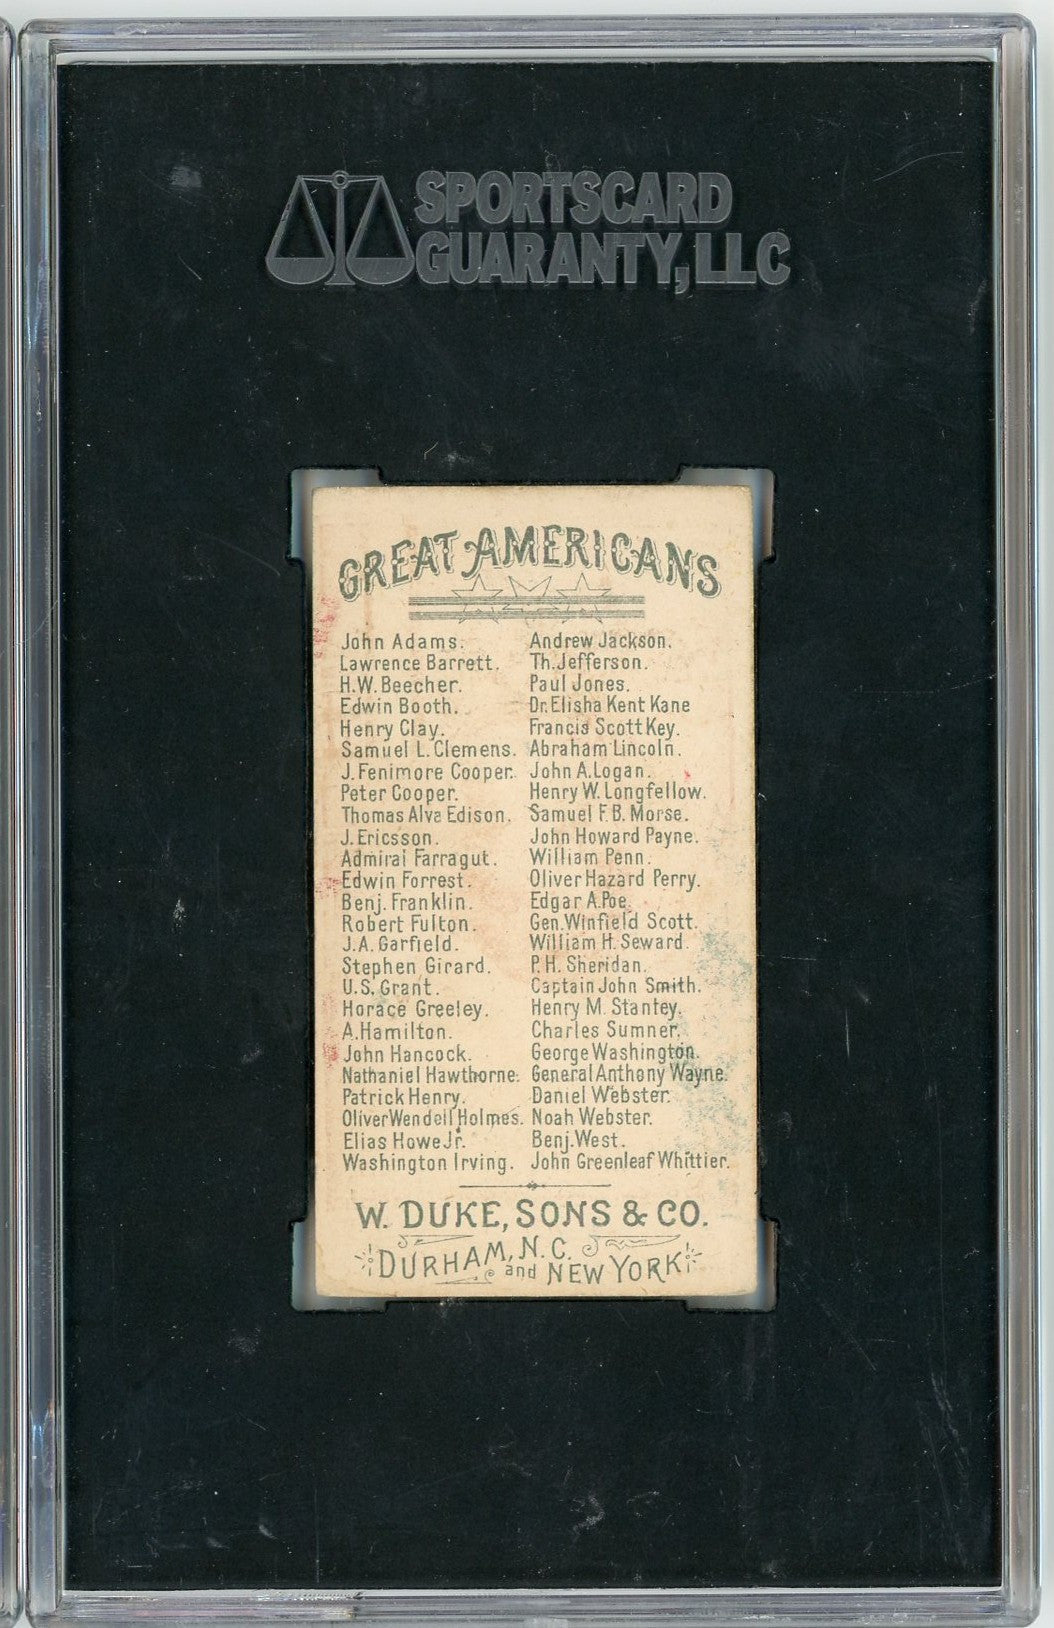 SPORTSCARD
GUARANTY, LLC
GREAT AMERICANS
John Adams.
Lawrence Barrett.
H.W. Beecher.
Edwin Booth.
Henry Clay.
Samuel L. Clemens.
J. Fenimore Cooper.
Peter Cooper.
Thomas Alva Edison.
J. Ericsson.
Admiral Farragut.
Edwin Forrest.
Benj. Franklin.
Robert Fulton.
J.A. Garfield.
Stephen Girard.
U.S. Grant.
Horace Greeley.
A. Hamilton.
John Hancock.
Nathaniel Hawthorne.
Patrick Henry.
Oliver Wendell Holmes.
Elias Howe Jr.
Washington Irving.
Andrew Jackson.
Th. Jefferson.
Paul Jones.
Dr. Elisha Kent Kane
Francis Scott Key.
Abraham Lincoln.
John A. Logan.
Henry W. Longfellow.
Samuel F.B. Morse.
John Howard Payne.
William Penn.
Oliver Hazard Perry.
Edgar A. Poe.
Gen. Winfield Scott.
William H. Seward.
P.H. Sheridan.
Captain John Smith.
Henry M. Stanley.
Charles Sumner.
George Washington.
General Anthony Wayne.
Daniel Webster.
Noah Webster.
Benj. West.
John Greenleaf Whittier.
W. DUKE, SONS & CO.
DURHAM, N.C.
and NEW YORK